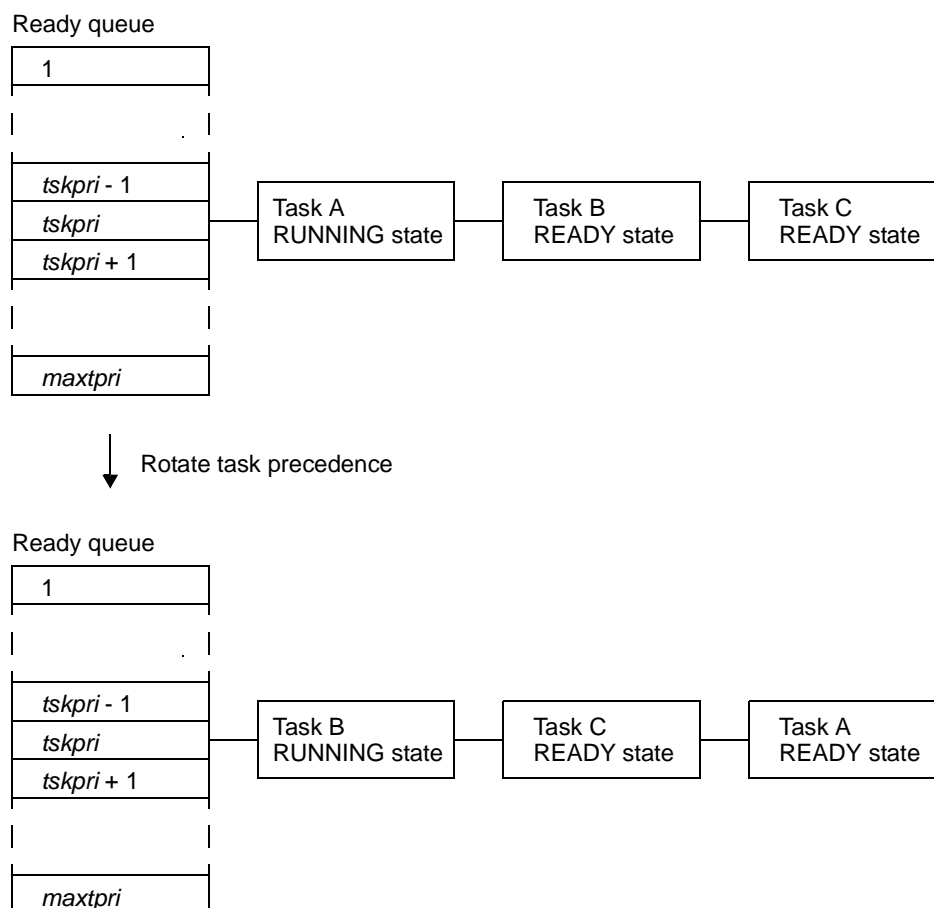 Ready queue
1
tskpri - 1
tskpri
tskpri + 1
maxtpri
Task A
RUNNING state
Task B
READY state
Task C
READY state
Rotate task precedence
Ready queue
1
tskpri - 1
tskpri
tskpri + 1
maxtpri
Task B
RUNNING state
Task C
READY state
Task A
READY state